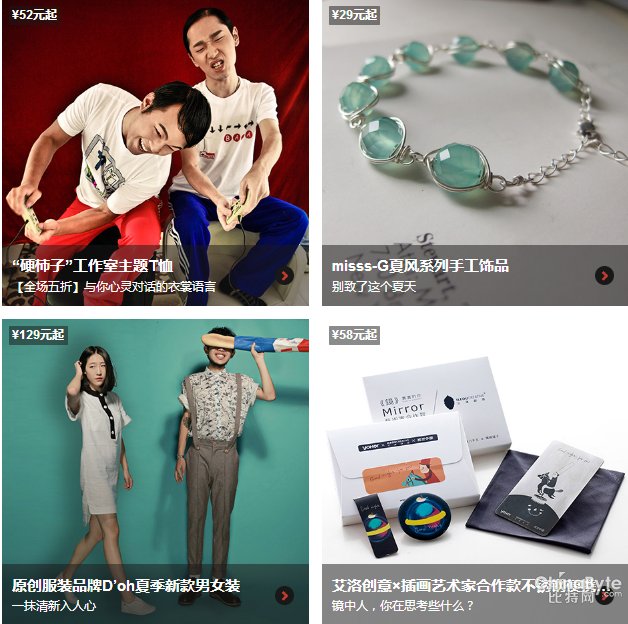 ¥52元起
"硬柿子"工作室主题T恤
【全场五折】与你心灵对话的衣裳语言
¥29元起
misss-G夏风系列手工饰品
别致了这个夏天
¥129元起
原创服装品牌D'oh夏季新款男女装
一抹清新入人心
¥58元起
Mirror
艾洛创意×插画艺术家合作款不锈钢便携
镜中人，你在思考些什么？
ChinaByte
比特网